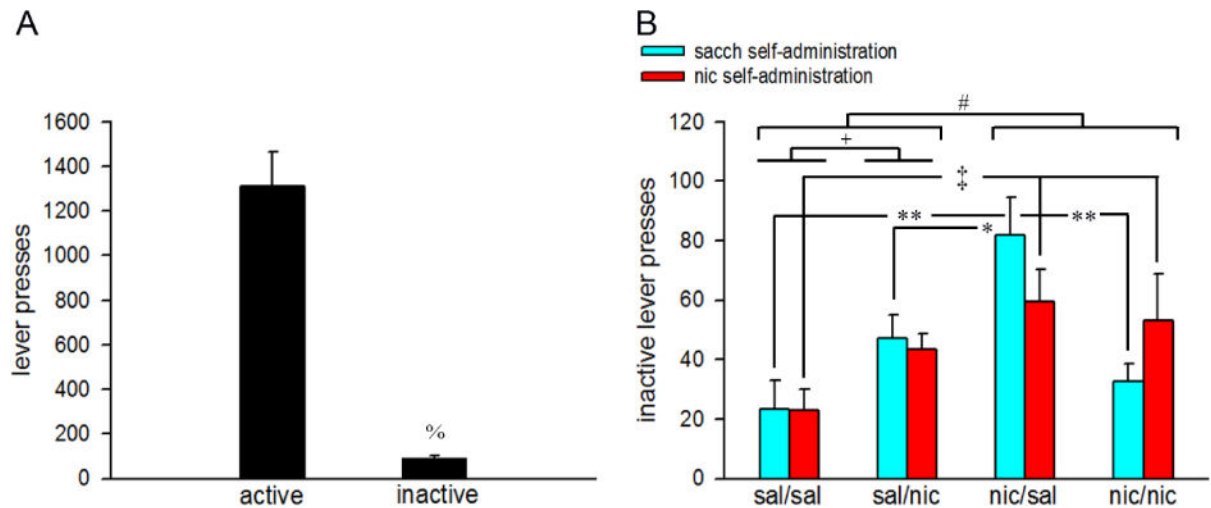 A
lever presses
1600
1400
1200
1000
800
600
400
200
0
%
active
inactive
B
sacch self-administration
nic self-administration
inactive lever presses
120
100
80
60
40
20
0
#
+
‡
** **
*
sal/sal
sal/nic
nic/sal
nic/nic